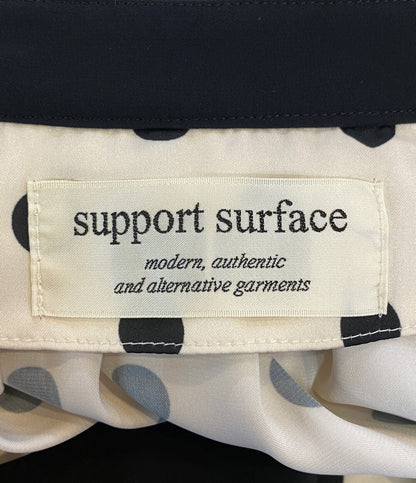 support surface
modern, authentic
and alternative garments